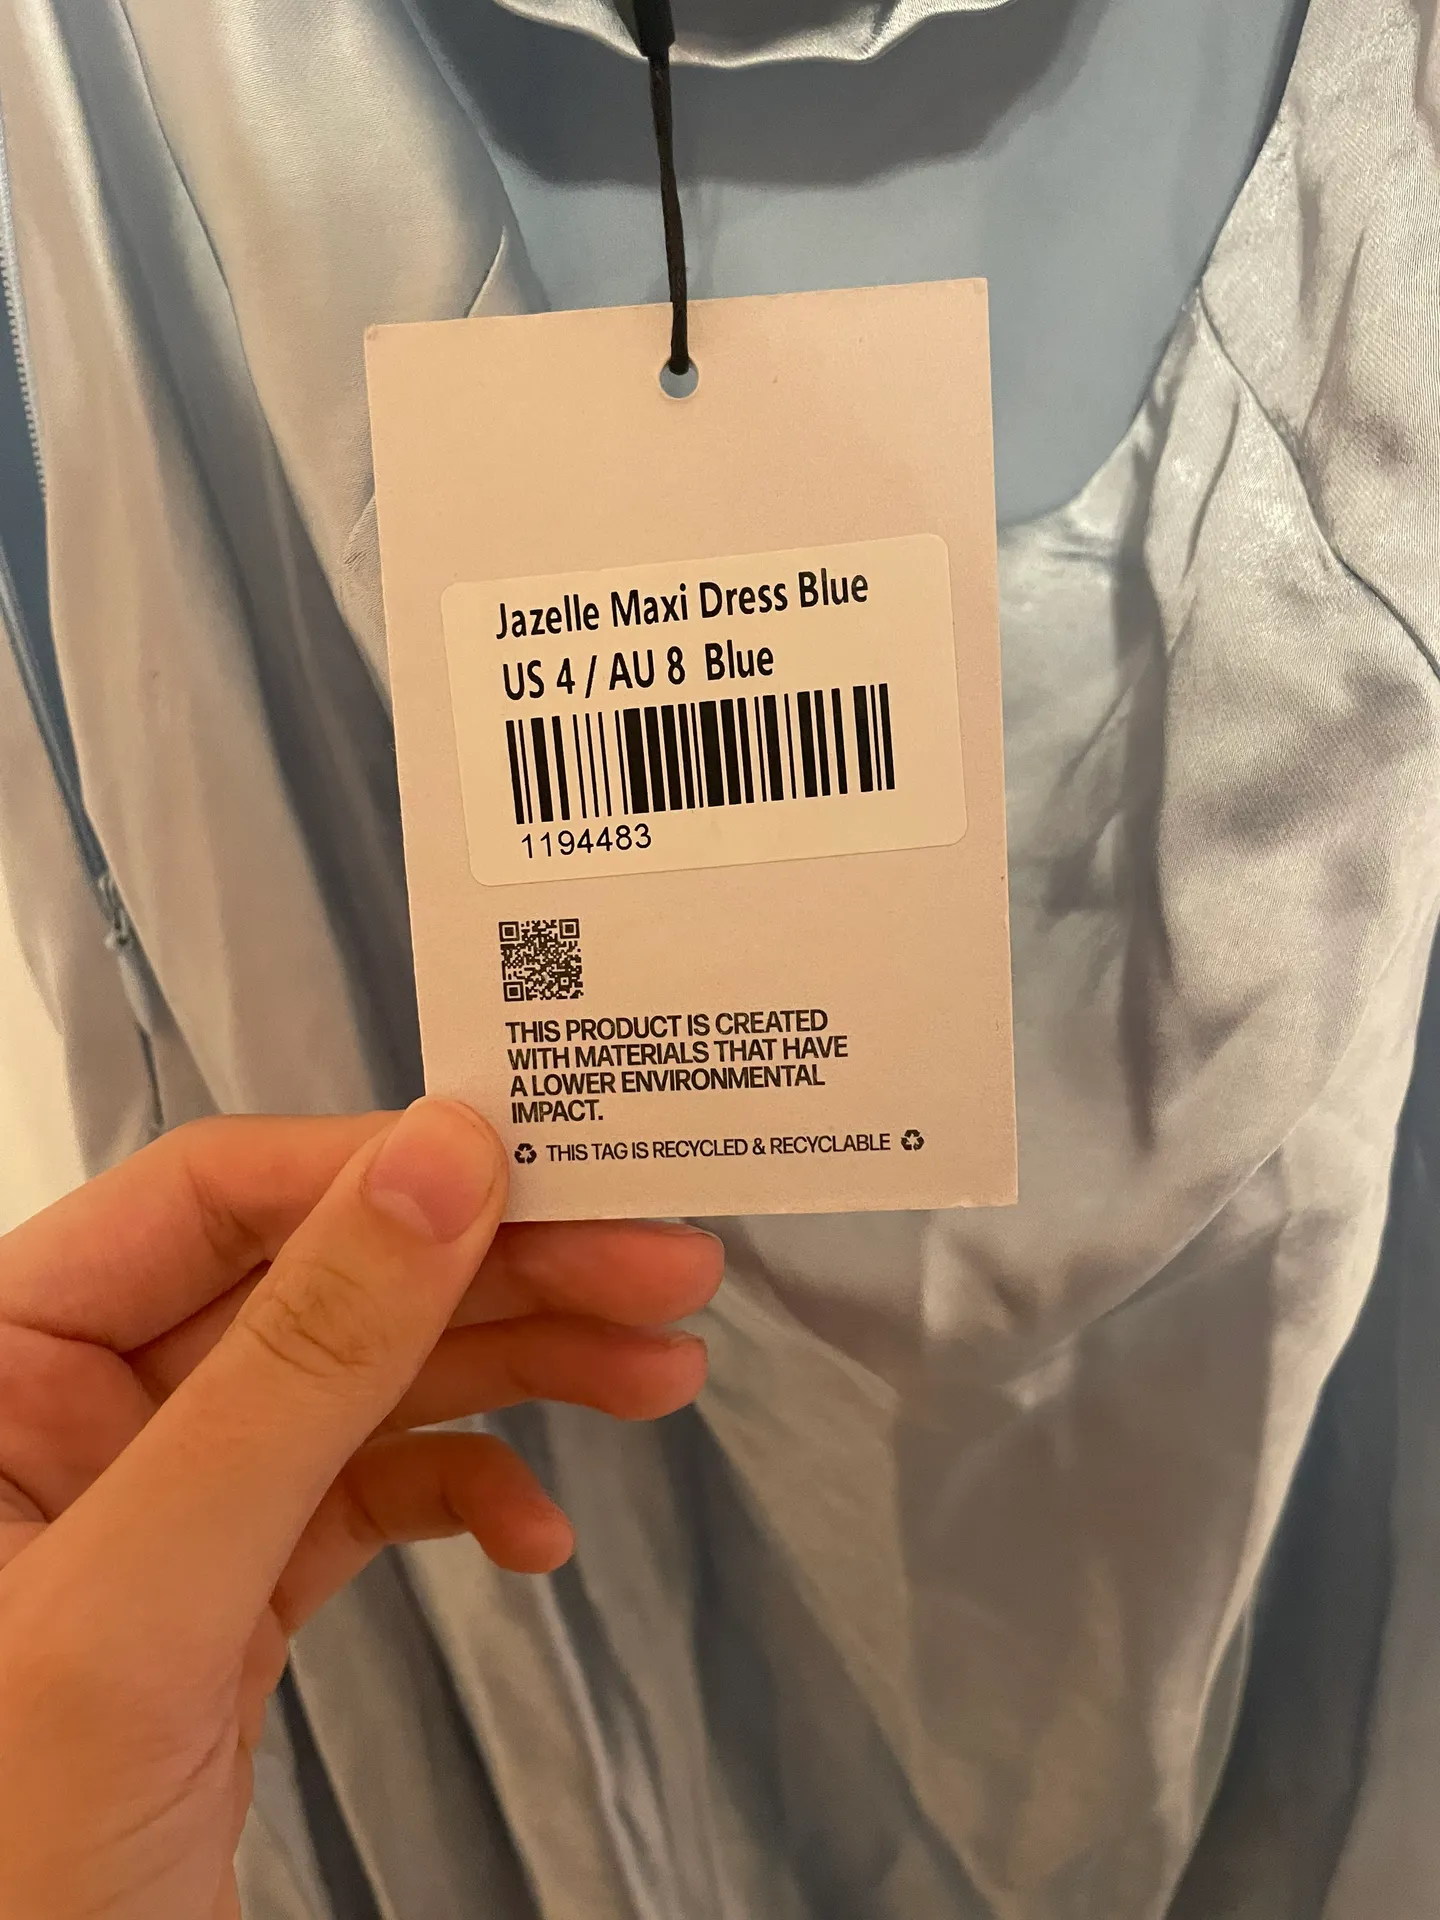 Jazelle Maxi Dress Blue
US 4 / AU 8 Blue
1194483
THIS PRODUCT IS CREATED
WITH MATERIALS THAT HAVE
A LOWER ENVIRONMENTAL
IMPACT.
THIS TAG IS RECYCLED & RECYCLABLE